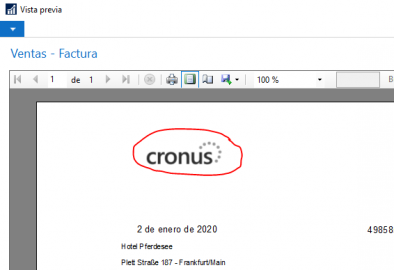 Vista previa
Ventas - Factura
1 de 1
100 %
B
cronus
2 de enero de 2020
49858
Hotel Pferdesee
Plett Straße 187 - Frankfurt/Main